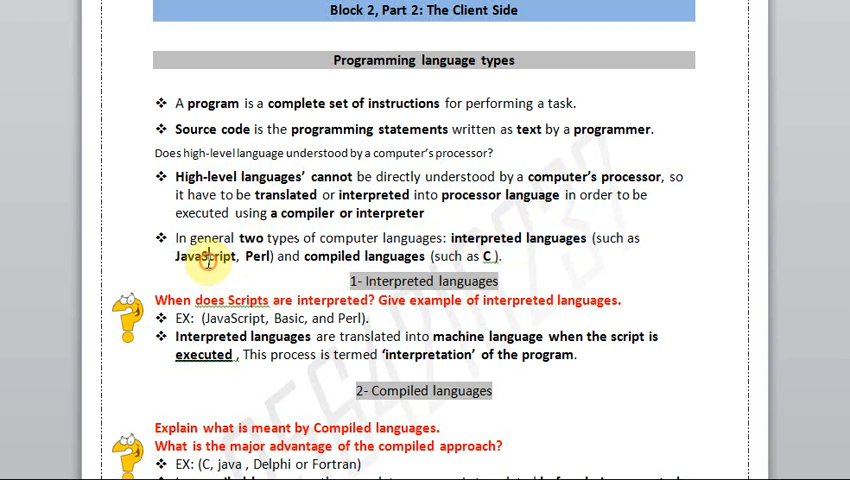 Block 2, Part 2: The Client Side
Programming language types
❖ A program is a complete set of instructions for performing a task.
❖ Source code is the programming statements written as text by a programmer.
Does high-level language understood by a computer's processor?
❖ High-level languages' cannot be directly understood by a computer's processor, so
it have to be translated or interpreted into processor language in order to be
executed using a compiler or interpreter
❖ In general two types of computer languages: interpreted languages (such as
JavaScript, Perl) and compiled languages (such as C ).
1- Interpreted languages
When does Scripts are interpreted? Give example of interpreted languages.
❖ EX: (JavaScript, Basic, and Perl).
❖ Interpreted languages are translated into machine language when the script is
executed , This process is termed 'interpretation' of the program.
2- Compiled languages
Explain what is meant by Compiled languages.
What is the major advantage of the compiled approach?
❖ EX: (C, java , Delphi or Fortran)